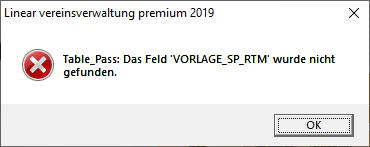 Linear vereinsverwaltung premium 2019
Table_Pass: Das Feld 'VORLAGE_SP_RTM' wurde nicht
gefunden.
OK